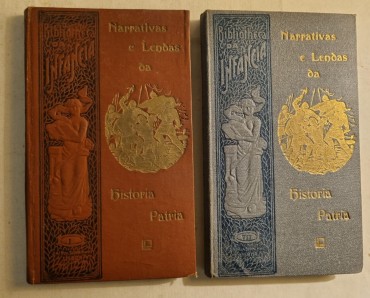 Bibliotheca
DA
INFANCIA
Narrativas
e Lendas
da
Historia
Patria
Bibliotheca
DA
INFANCIA
Narrativas
e Lendas
da
Historia
Patria